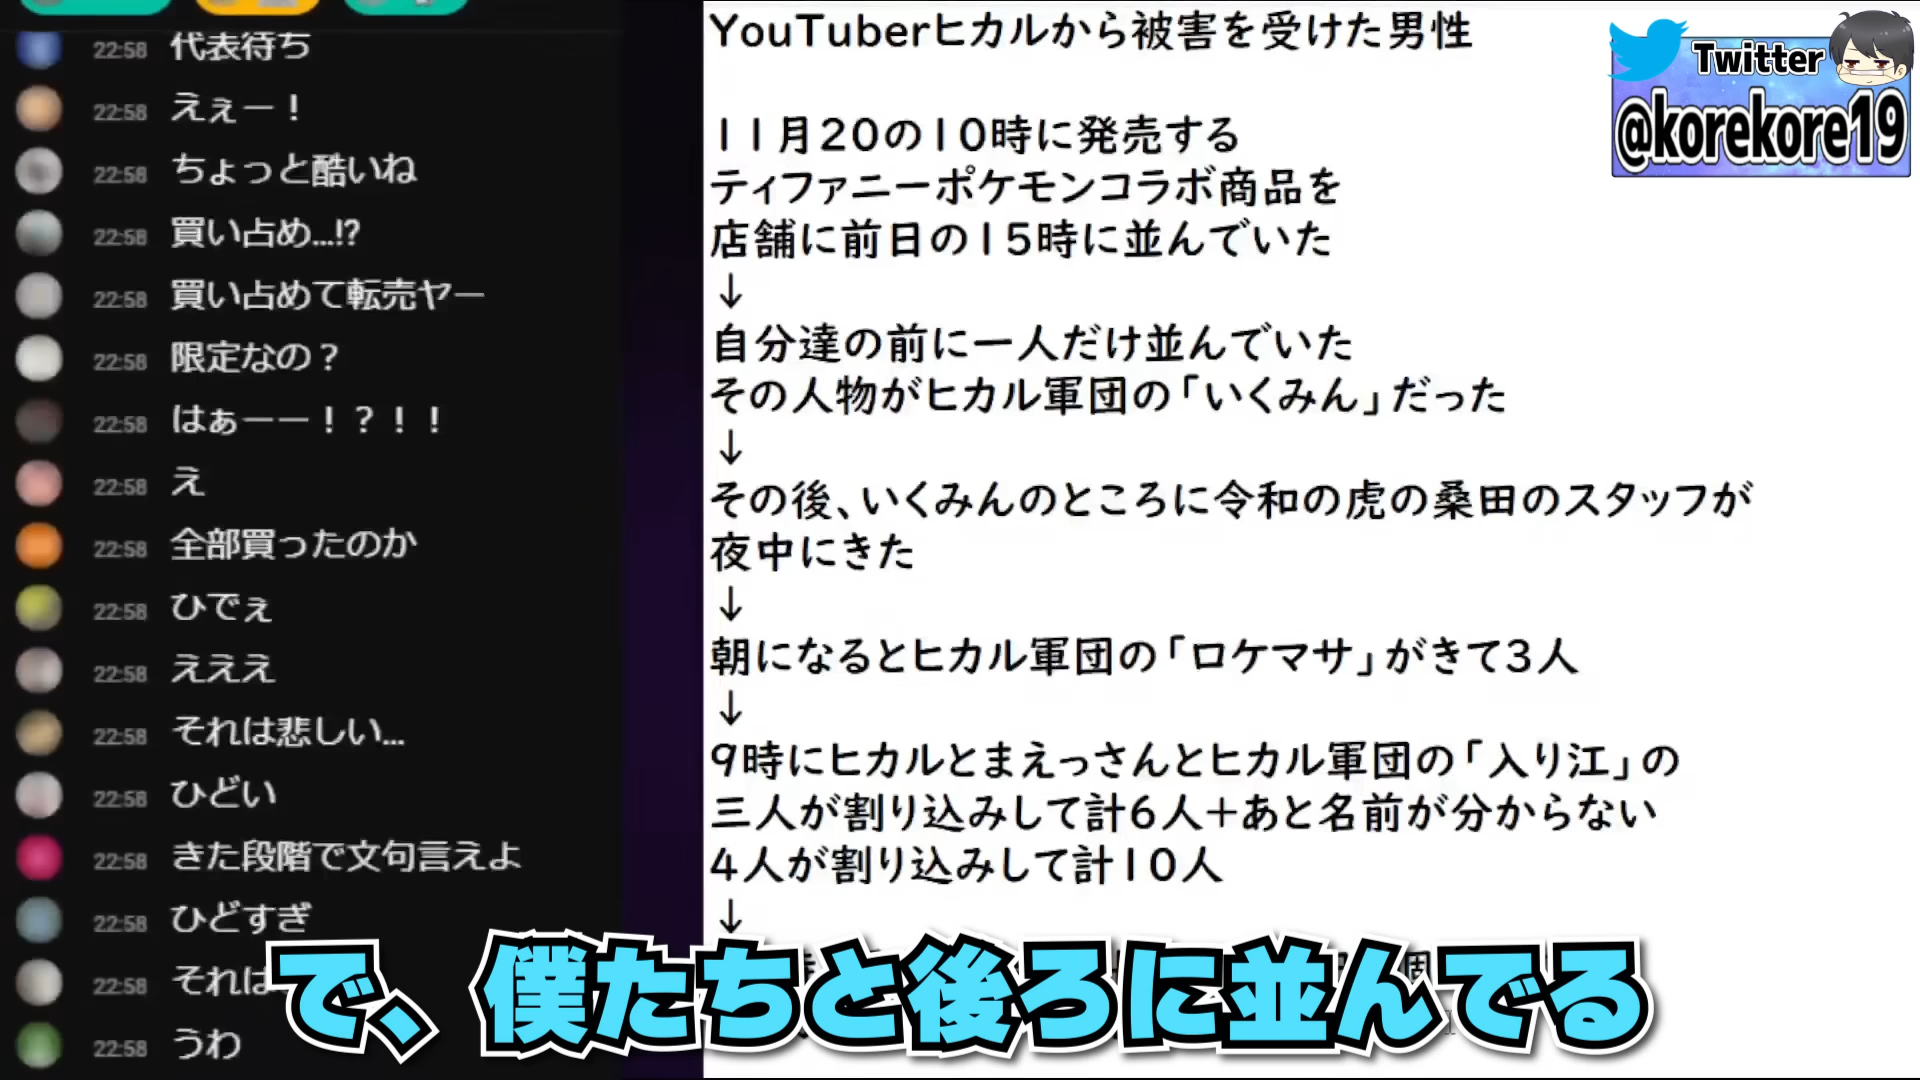 22:58 代表待ち
22:58 えぇー！
22:58 ちょっと酷いね
22:58 買い占め...!?
22:58 買い占めて転売ヤー
22:58 限定なの？
22:58 はぁーー！？！！
22:58 え
22:58 全部買ったのか
22:58 ひでぇ
22:58 えええ
22:58 それは悲しい...
22:58 ひどい
22:58 きた段階で文句言えよ
22:58 ひどすぎ
22:58 それは
22:58 うわ
YouTuberヒカルから被害を受けた男性
11月20の10時に発売する
ティファニーポケモンコラボ商品を
店舗に前日の15時に並んでいた
↓
自分達の前に一人だけ並んでいた
その人物がヒカル軍団の「いくみん」だった
↓
その後、いくみんのところに令和の虎の桑田のスタッフが
夜中にきた
↓
朝になるとヒカル軍団の「ロケマサ」がきて3人
↓
9時にヒカルとまえっさんとヒカル軍団の「入り江」の
三人が割り込みして計6人＋あと名前が分からない
4人が割り込みして計10人
↓
Twitter
@korekore19
で、僕たちと後ろに並んでる